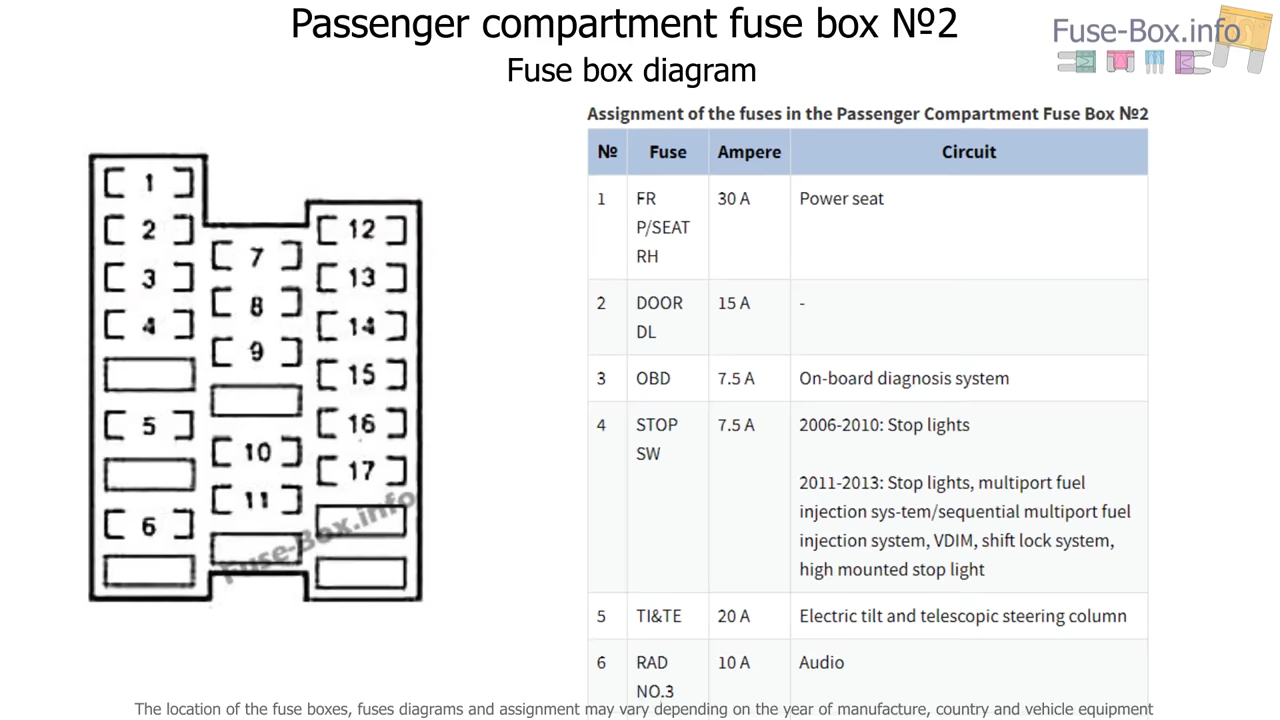 Passenger compartment fuse box №2
Fuse box diagram
Fuse-Box.info
1
2
3
4
5
6
7
8
9
10
11
12
13
14
15
16
17
Fuse-Box.info
Assignment of the fuses in the Passenger Compartment Fuse Box №2
№ Fuse Ampere Circuit
1 FR 30 A Power seat
P/SEAT
RH
2 DOOR 15 A -
DL
3 OBD 7.5 A On-board diagnosis system
4 STOP 7.5 A 2006-2010: Stop lights
SW
2011-2013: Stop lights, multiport fuel
injection sys-tem/sequential multiport fuel
injection system, VDIM, shift lock system,
high mounted stop light
5 TI&TE 20 A Electric tilt and telescopic steering column
6 RAD 10 A Audio
NO.3
The location of the fuse boxes, fuses diagrams and assignment may vary depending on the year of manufacture, country and vehicle equipment